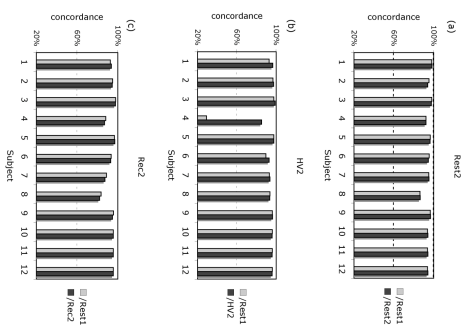 (a)
Rest2
concordance
20%
60%
100%
1
2
3
4
5
6
7
8
9
10
11
12
Subject
/Rest1
/Rest2
(b)
HV2
concordance
20%
60%
100%
1
2
3
4
5
6
7
8
9
10
11
12
Subject
/Rest1
/HV2
(c)
Rec2
concordance
20%
60%
100%
1
2
3
4
5
6
7
8
9
10
11
12
Subject
/Rest1
/Rec2